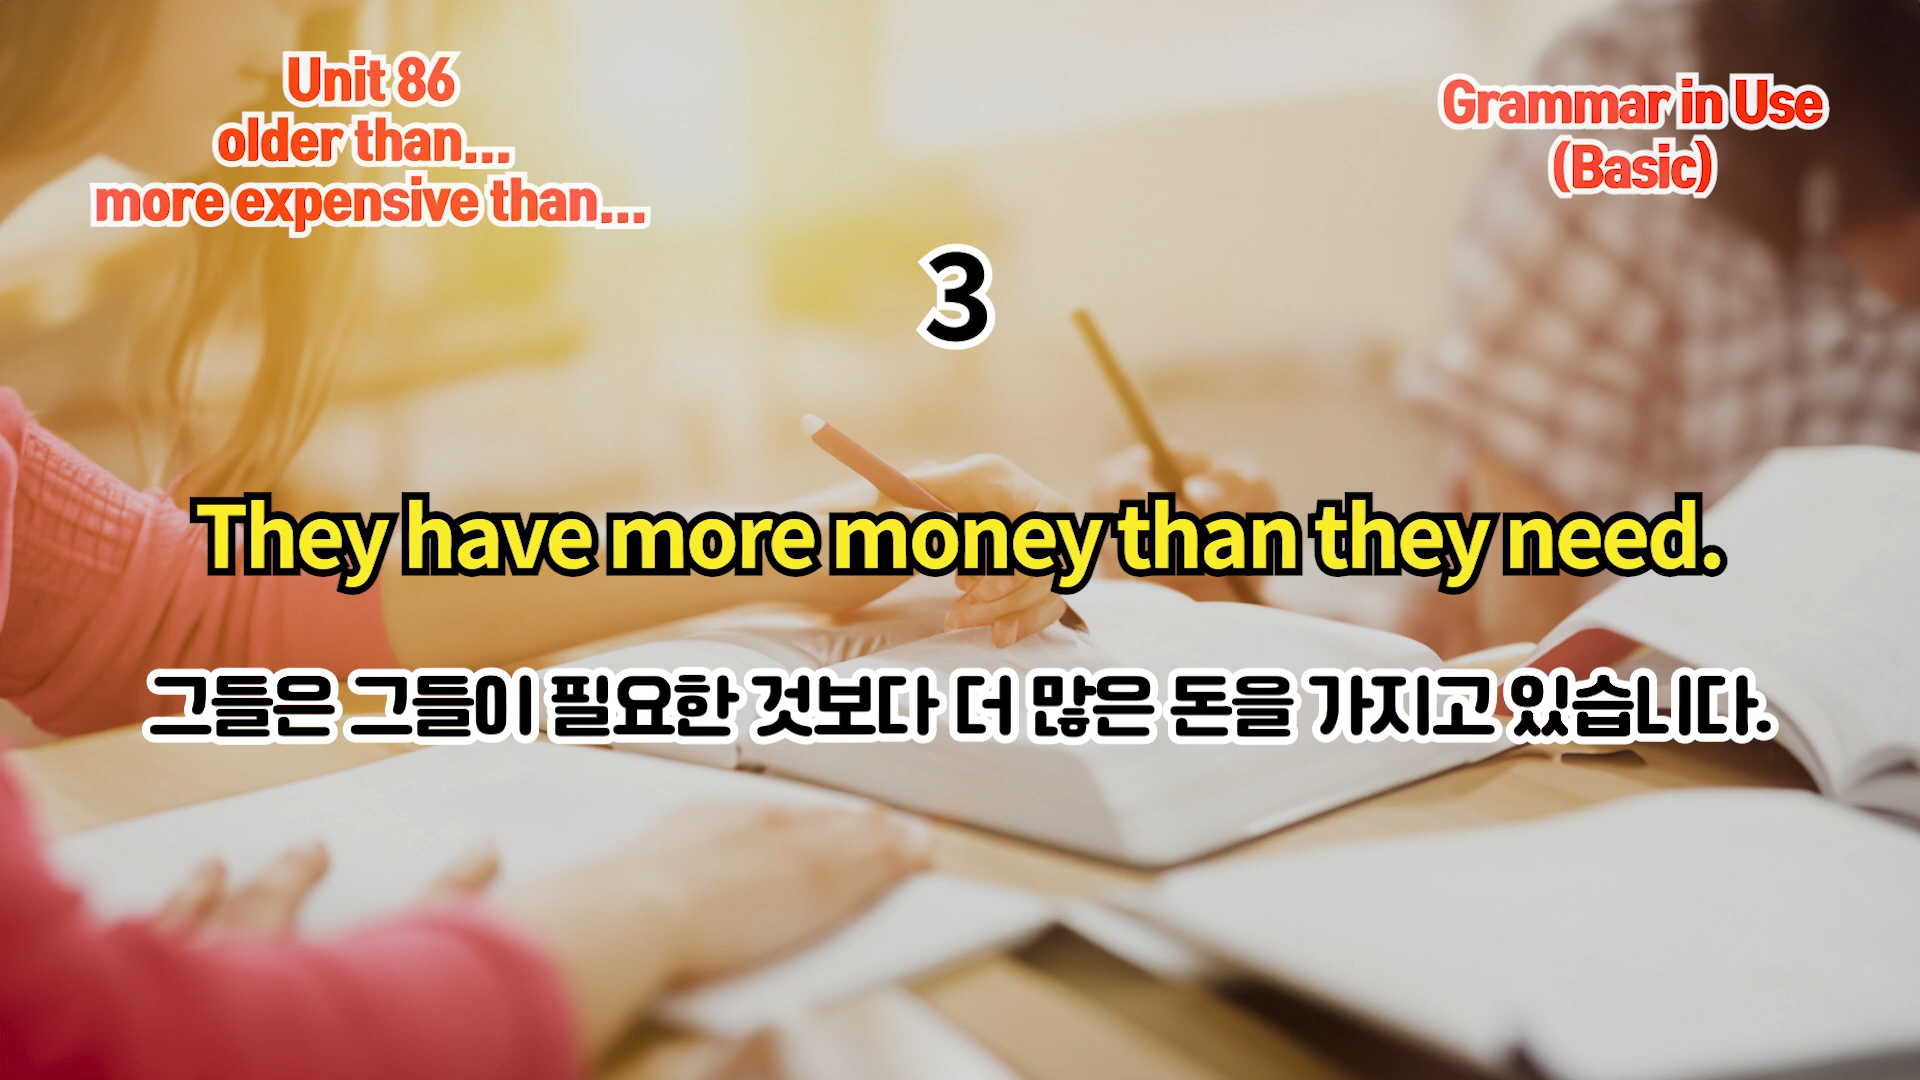 Unit 86
older than...
more expensive than...
Grammar in Use
(Basic)
3
They have more money than they need.
그들은 그들이 필요한 것보다 더 많은 돈을 가지고 있습니다.